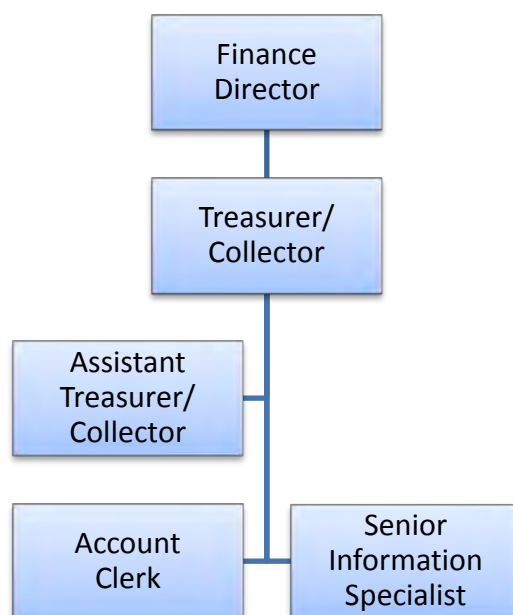 Finance
Director
Treasurer/
Collector
Assistant
Treasurer/
Collector
Account
Clerk
Senior
Information
Specialist